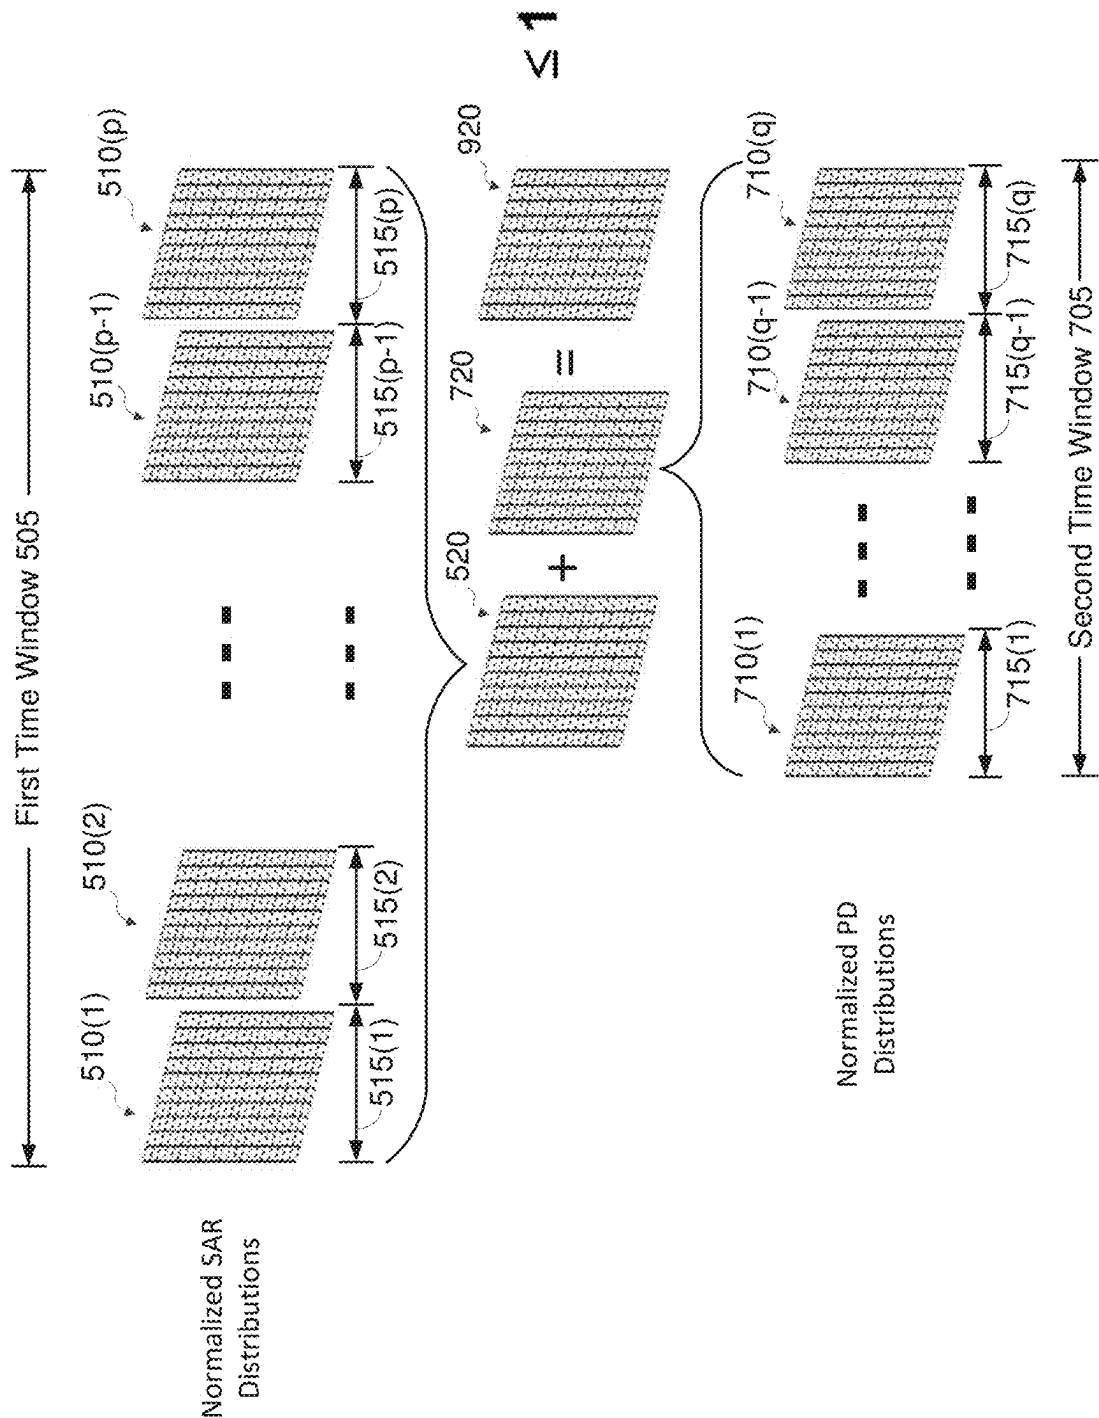 First Time Window 505
510(1)
510(2)
510(p-1)
510(p)
Normalized SAR
Distributions
515(1)
515(2)
515(p-1)
515(p)
520
+
720
=
920
≤ 1
710(1)
710(q-1)
710(q)
Normalized PD
Distributions
715(1)
715(q-1)
715(q)
Second Time Window 705